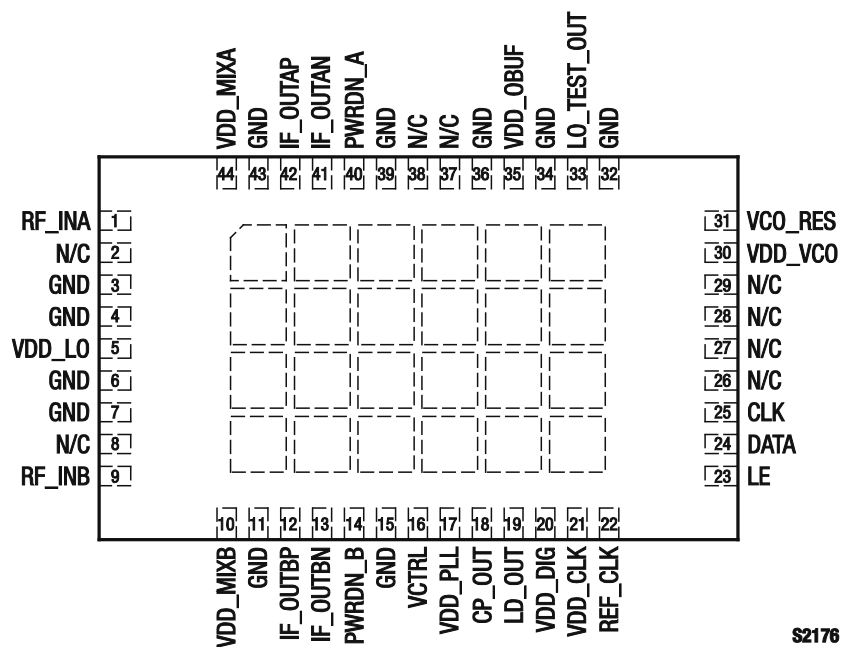 VDD_MIXA
GND
IF_OUTAP
IF_OUTAN
PWRDN_A
GND
N/C
N/C
GND
VDD_OBUF
GND
LO_TEST_OUT
GND
44 43 42 41 40 39 38 37 36 35 34 33 32
RF_INA 1
N/C 2
GND 3
GND 4
VDD_LO 5
GND 6
GND 7
N/C 8
RF_INB 9
31 VCO_RES
30 VDD_VCO
29 N/C
28 N/C
27 N/C
26 N/C
25 CLK
24 DATA
23 LE
10 11 12 13 14 15 16 17 18 19 20 21 22
VDD_MIXB
GND
IF_OUTBP
IF_OUTBN
PWRDN_B
GND
VCTRL
VDD_PLL
CP_OUT
LD_OUT
VDD_DIG
VDD_CLK
REF_CLK
S2176